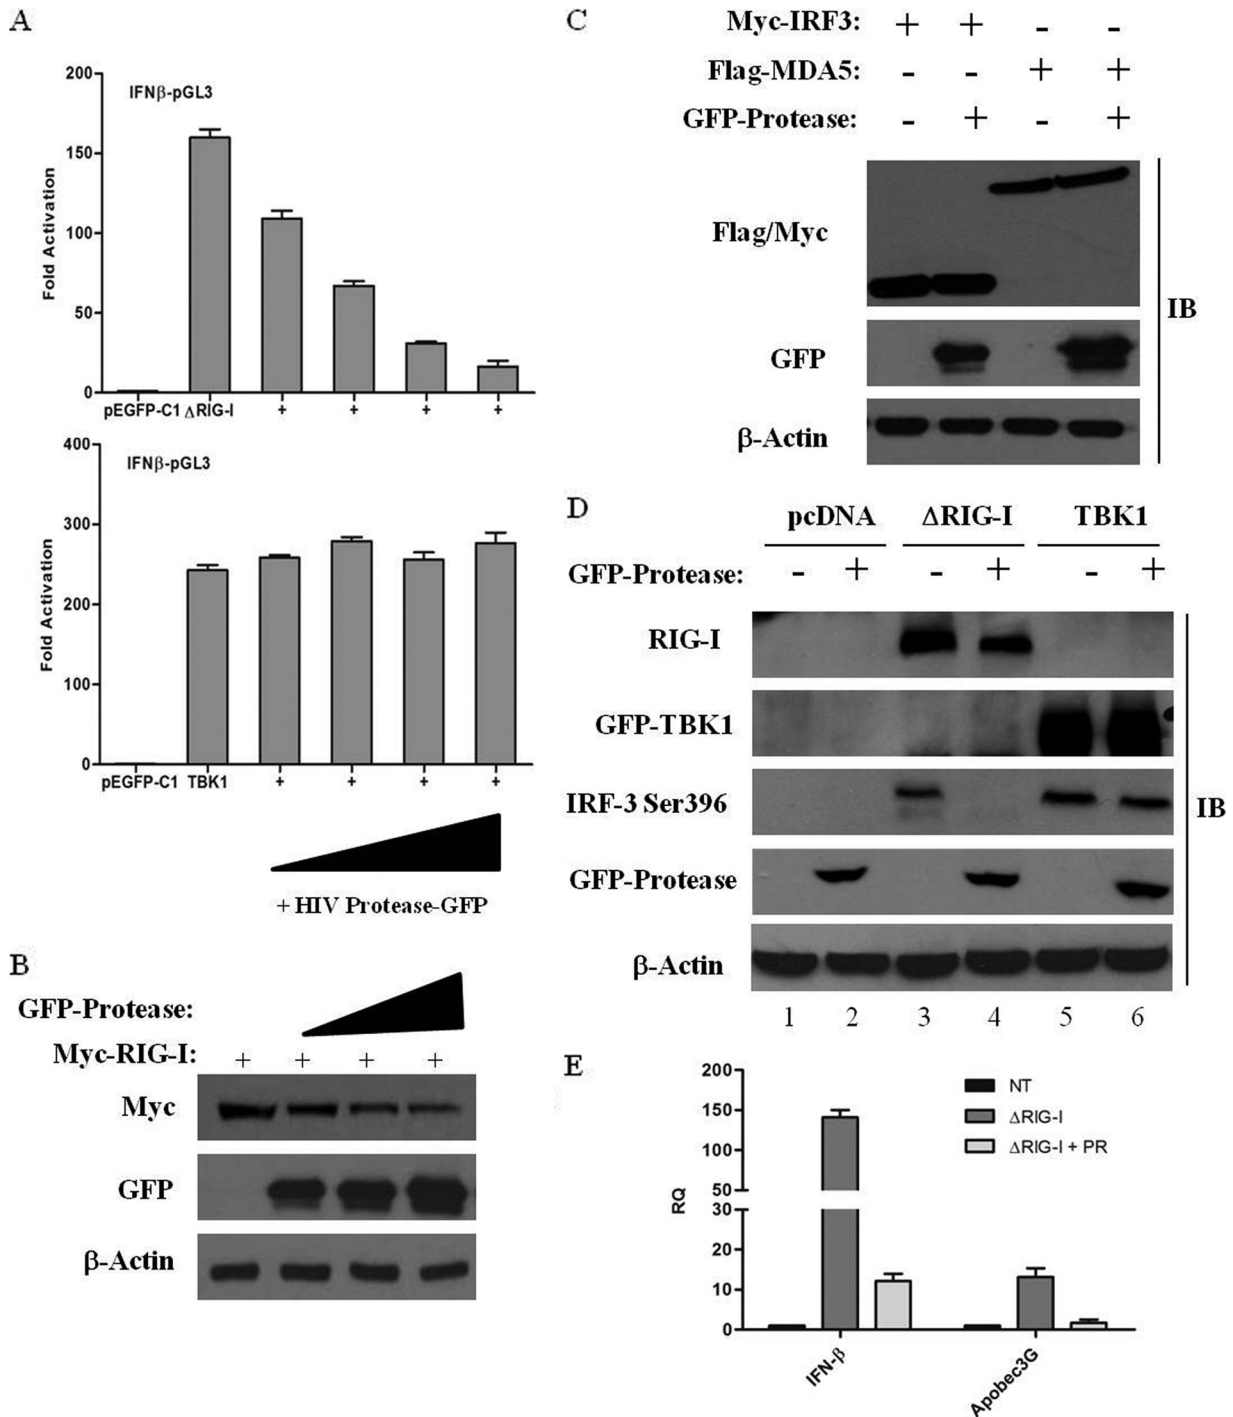 A
200
IFNβ-pGL3
150
100
50
0
Fold Activation
pEGFP-C1 ΔRIG-I + + + +
400
IFNβ-pGL3
300
200
100
0
Fold Activation
pEGFP-C1 TBK1 + + + +
+ HIV Protease-GFP
B
GFP-Protease:
Myc-RIG-I: + + + +
Myc
GFP
β-Actin
C
Myc-IRF3: + + - -
Flag-MDA5: - - + +
GFP-Protease: - + - +
Flag/Myc
GFP
β-Actin
IB
D
pcDNA ΔRIG-I TBK1
GFP-Protease: - + - + - +
RIG-I
GFP-TBK1
IRF-3 Ser396
GFP-Protease
β-Actin
IB
1 2 3 4 5 6
E
200
150
100
50
30
20
10
0
RQ
NT
ΔRIG-I
ΔRIG-I + PR
IFN-β
Apobec3G